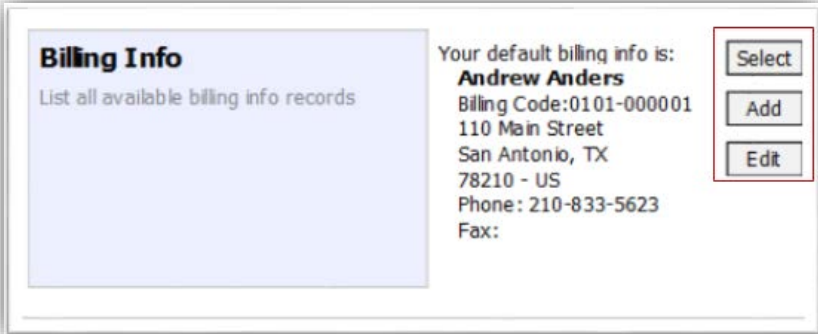 Billing Info
List all available billing info records
Your default billing info is:
Andrew Anders
Billing Code:0101-000001
110 Main Street
San Antonio, TX
78210 - US
Phone: 210-833-5623
Fax:
Select
Add
Edit